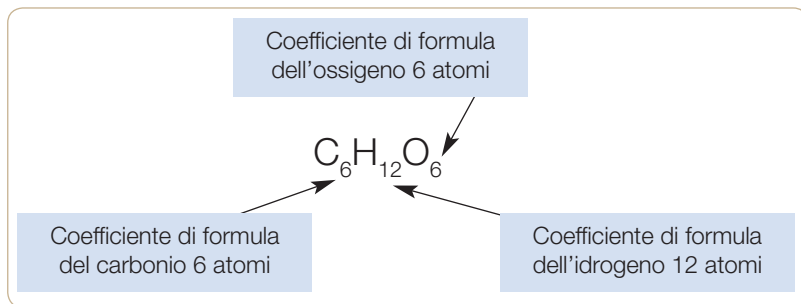 Coefficiente di formula
dell'ossigeno 6 atomi
C₆H₁₂O₆
Coefficiente di formula
del carbonio 6 atomi
Coefficiente di formula
dell'idrogeno 12 atomi